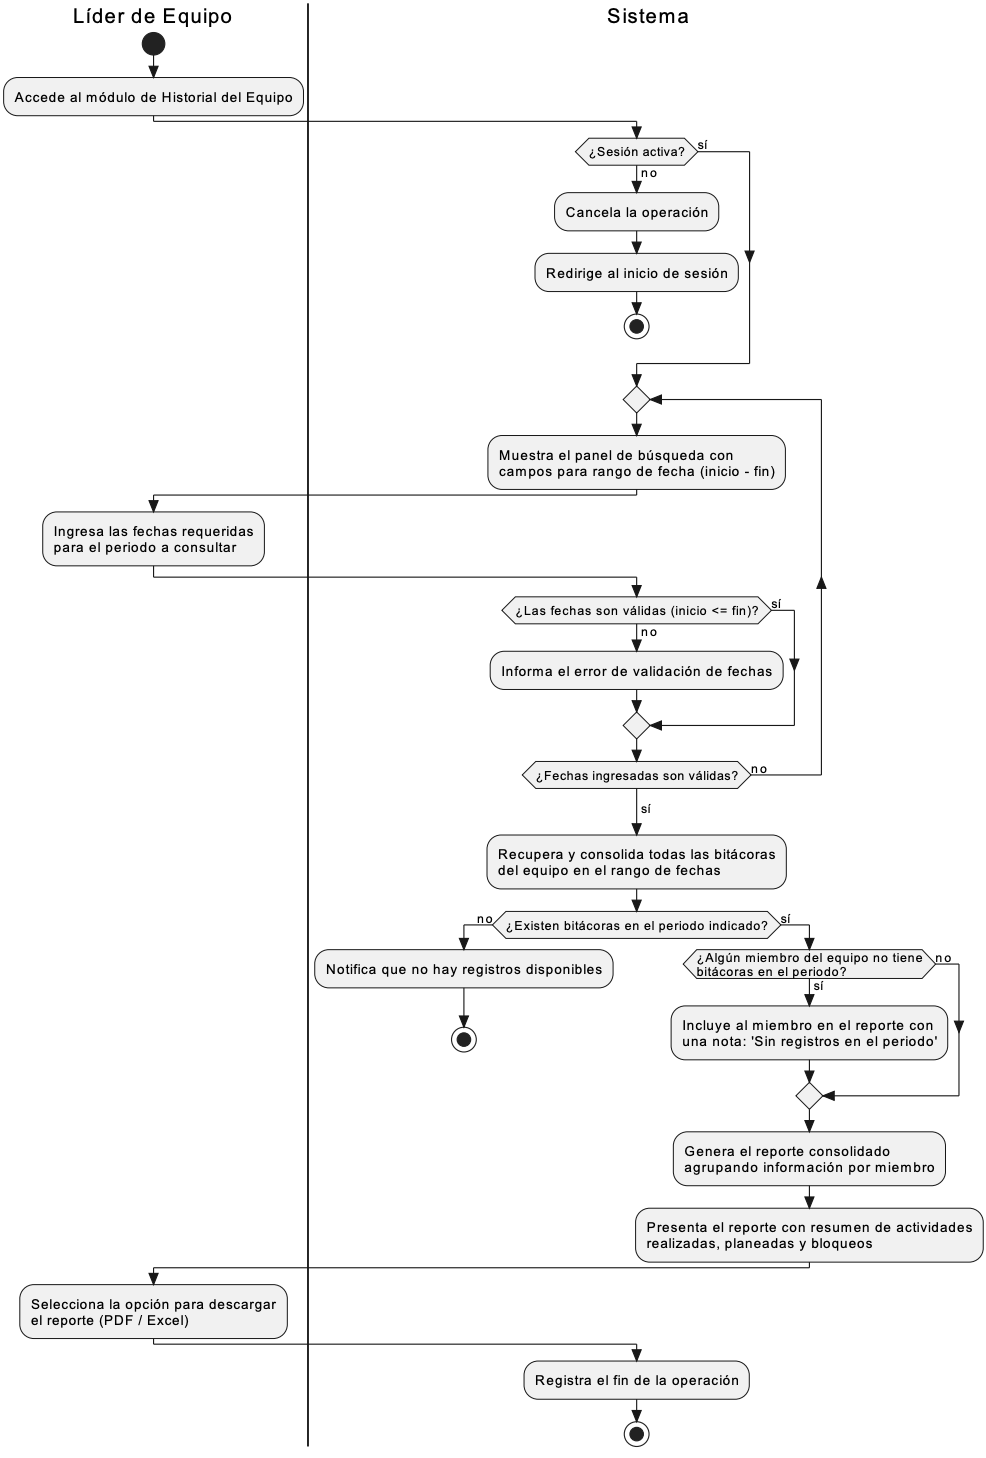 Líder de Equipo
Sistema
Accede al módulo de Historial del Equipo
¿Sesión activa?
sí
no
Cancela la operación
Redirige al inicio de sesión
Muestra el panel de búsqueda con
campos para rango de fecha (inicio - fin)
Ingresa las fechas requeridas
para el periodo a consultar
¿Las fechas son válidas (inicio <= fin)?
sí
no
Informa el error de validación de fechas
¿Fechas ingresadas son válidas?
no
sí
Recupera y consolida todas las bitácoras
del equipo en el rango de fechas
no
¿Existen bitácoras en el periodo indicado?
sí
Notifica que no hay registros disponibles
¿Algún miembro del equipo no tiene
bitácoras en el periodo?
no
sí
Incluye al miembro en el reporte con
una nota: 'Sin registros en el periodo'
Genera el reporte consolidado
agrupando información por miembro
Presenta el reporte con resumen de actividades
realizadas, planeadas y bloqueos
Selecciona la opción para descargar
el reporte (PDF / Excel)
Registra el fin de la operación